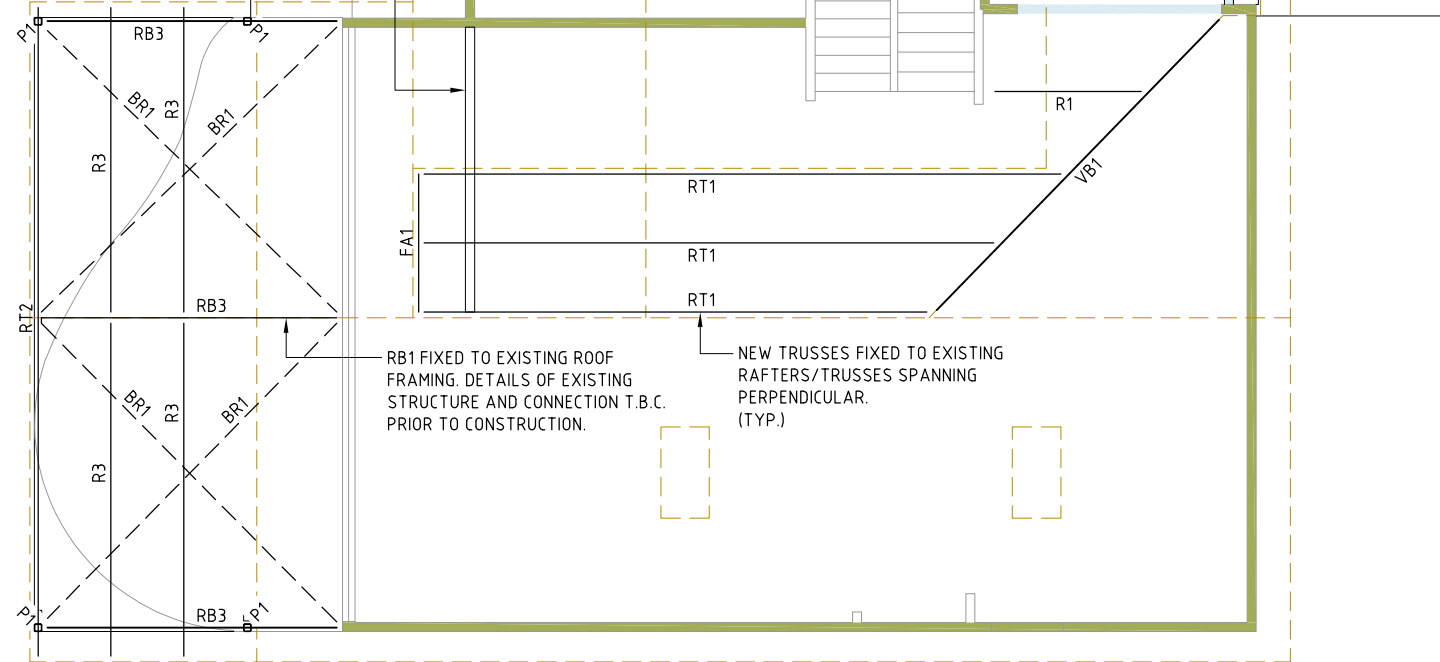 P1
RB3
P1
BR1
R3
BR1
R3
R1
VB1
RT1
FA1
RT1
RT1
RB3
RT2
RB1 FIXED TO EXISTING ROOF
FRAMING. DETAILS OF EXISTING
STRUCTURE AND CONNECTION T.B.C.
PRIOR TO CONSTRUCTION.
NEW TRUSSES FIXED TO EXISTING
RAFTERS/TRUSSES SPANNING
PERPENDICULAR.
(TYP.)
BR1
R3
BR1
R3
P1
RB3
P1